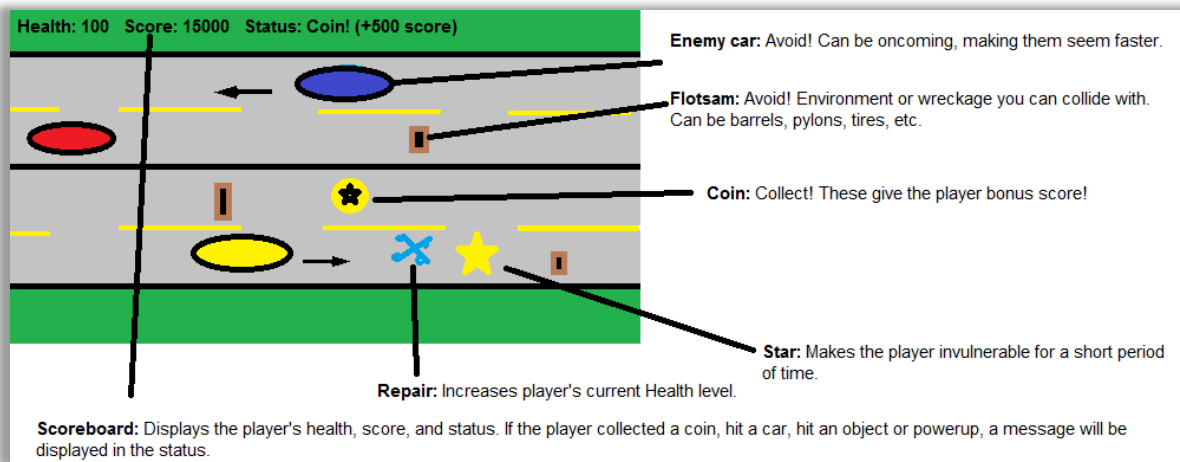 Health: 100 Score: 15000 Status: Coin! (+500 score)
Enemy car: Avoid! Can be oncoming, making them seem faster.
Flotsam: Avoid! Environment or wreckage you can collide with.
Can be barrels, pylons, tires, etc.
Coin: Collect! These give the player bonus score!
Star: Makes the player invulnerable for a short period
of time.
Repair: Increases player's current Health level.
Scoreboard: Displays the player's health, score, and status. If the player collected a coin, hit a car, hit an object or powerup, a message will be
displayed in the status.